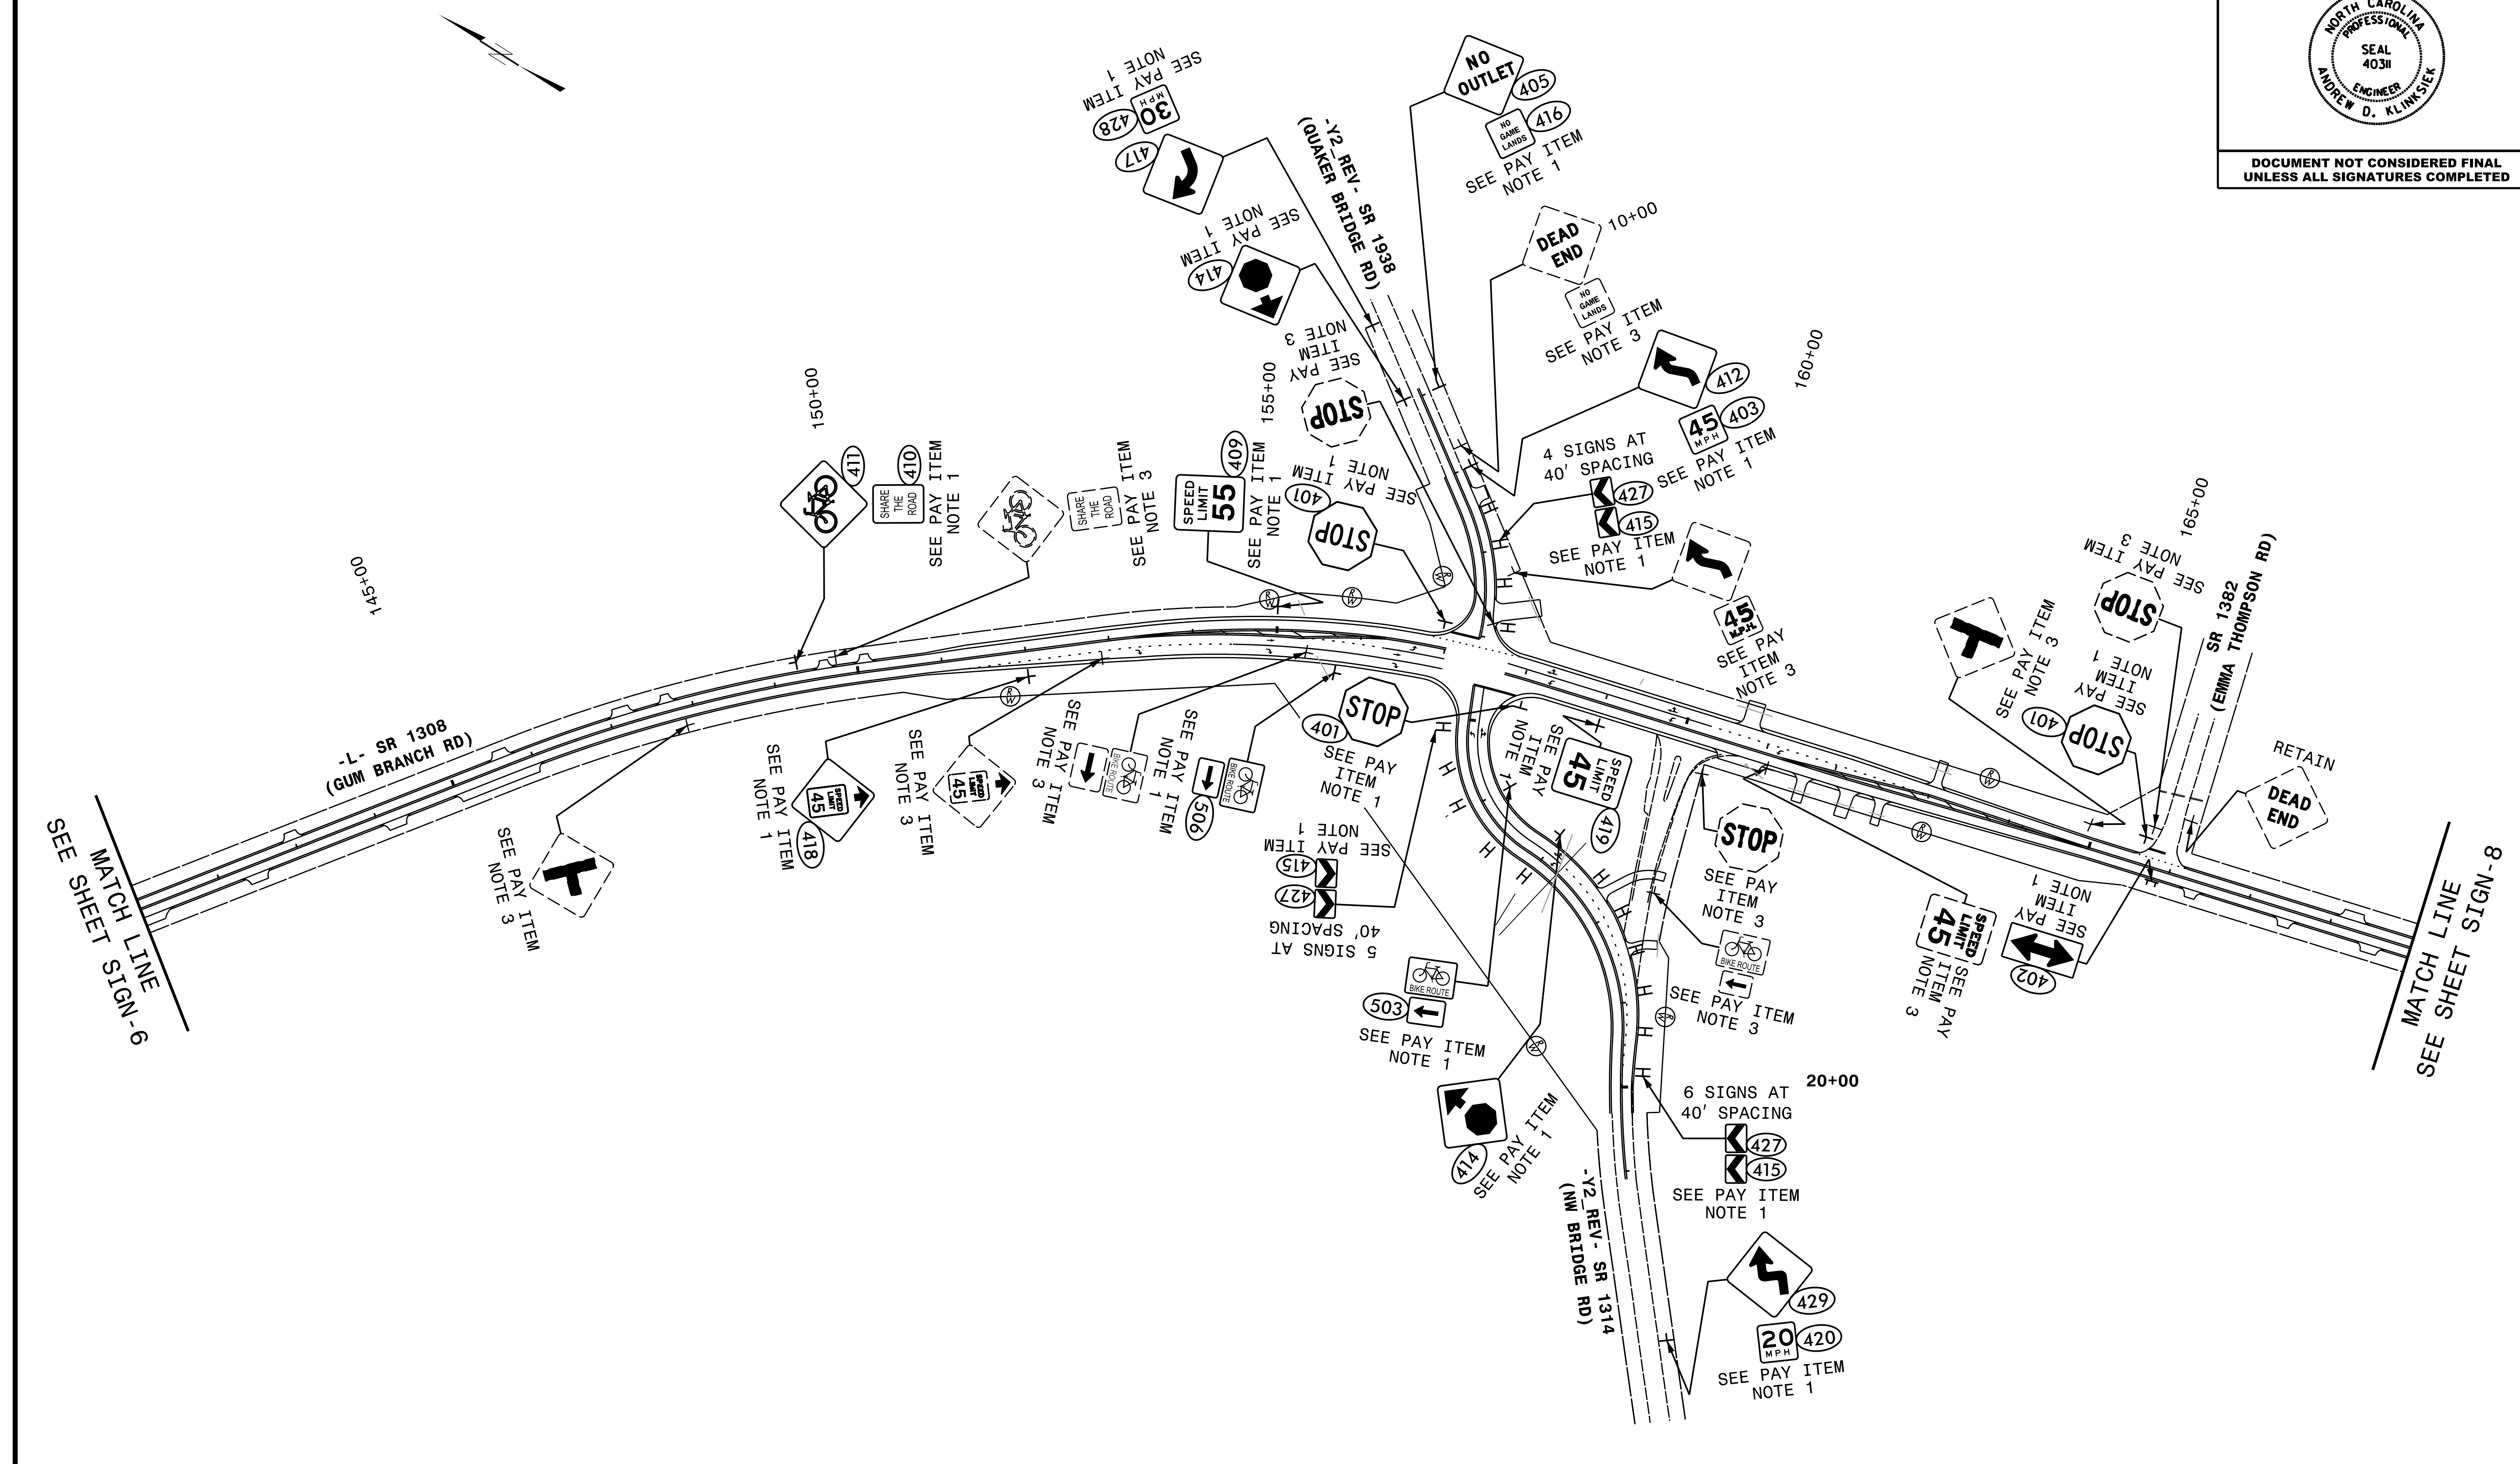 NORTH CAROLINA
PROFESSIONAL
SEAL
40311
ENGINEER
ANDREW D. KLINKSIEK
DOCUMENT NOT CONSIDERED FINAL
UNLESS ALL SIGNATURES COMPLETED
N
SEE PAY ITEM
NOTE 1
30
MPH
428
417
SEE PAY ITEM
NOTE 1
414
-Y2_REV- SR 1938
(QUAKER BRIDGE RD)
NO
OUTLET
405
NO
GAME
LANDS
416
SEE PAY ITEM
NOTE 1
DEAD
END
10+00
NO
GAME
LANDS
SEE PAY ITEM
NOTE 3
412
45
MPH
403
SEE PAY ITEM
NOTE 1
160+00
4 SIGNS AT
40' SPACING
427
415
SEE PAY ITEM
NOTE 1
45
M.P.H.
SEE PAY
ITEM
NOTE 3
SEE PAY
ITEM
NOTE 3
STOP
SEE PAY ITEM
NOTE 1
401
STOP
155+00
SPEED
LIMIT
55
409
SEE PAY ITEM
NOTE 1
SHARE
THE
ROAD
SEE PAY ITEM
NOTE 3
150+00
411
SHARE
THE
ROAD
410
SEE PAY ITEM
NOTE 1
145+00
-L- SR 1308
(GUM BRANCH RD)
MATCH LINE
SEE SHEET SIGN-6
SEE PAY ITEM
NOTE 3
SEE PAY ITEM
NOTE 1
SPEED
LIMIT
45
418
SEE PAY ITEM
NOTE 3
SPEED
LIMIT
45
SEE PAY ITEM
NOTE 3
BIKE ROUTE
SEE PAY ITEM
NOTE 1
BIKE ROUTE
506
STOP
401
SEE PAY
ITEM
NOTE 1
SEE PAY
ITEM
NOTE 1
SPEED
LIMIT
45
419
5 SIGNS AT
40' SPACING
427
415
SEE PAY ITEM
NOTE 1
BIKE ROUTE
503
SEE PAY ITEM
NOTE 1
414
SEE PAY ITEM
NOTE 1
STOP
SEE PAY
ITEM
NOTE 3
BIKE ROUTE
SEE PAY ITEM
NOTE 3
20+00
6 SIGNS AT
40' SPACING
427
415
SEE PAY ITEM
NOTE 1
-Y2_REV- SR 1314
(NW BRIDGE RD)
429
20
MPH
420
SEE PAY ITEM
NOTE 1
SPEED
LIMIT
45
SEE PAY
ITEM
NOTE 3
SEE PAY
ITEM
NOTE 1
402
SEE PAY ITEM
NOTE 3
SEE PAY ITEM
NOTE 3
STOP
SEE PAY
ITEM
NOTE 1
401
STOP
165+00
SR 1382
(EMMA THOMPSON RD)
RETAIN
DEAD
END
MATCH LINE
SEE SHEET SIGN-8
R/W
R/W
R/W
R/W
R/W
R/W
R/W
R/W